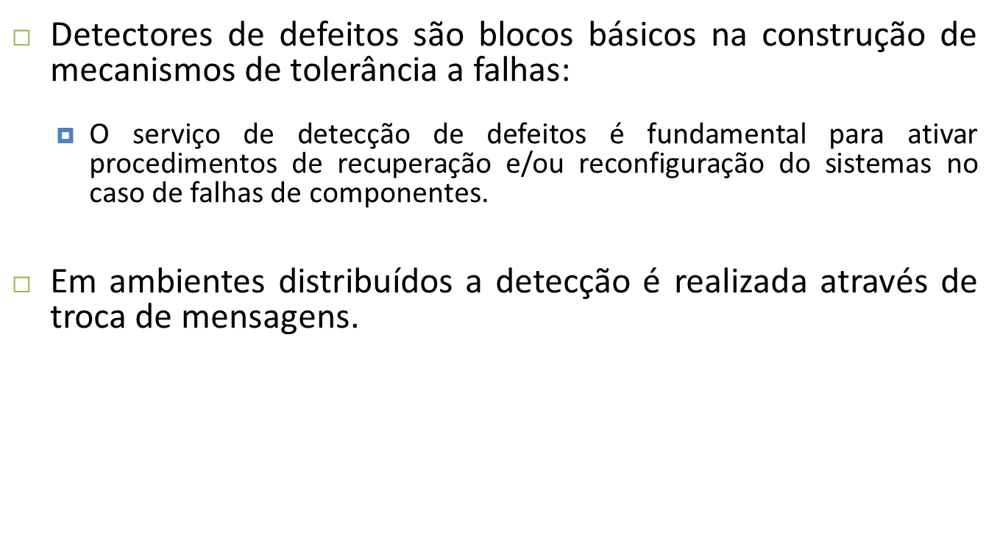 Detectores de defeitos são blocos básicos na construção de
mecanismos de tolerância a falhas:
O serviço de detecção de defeitos é fundamental para ativar
procedimentos de recuperação e/ou reconfiguração do sistemas no
caso de falhas de componentes.
Em ambientes distribuídos a detecção é realizada através de
troca de mensagens.